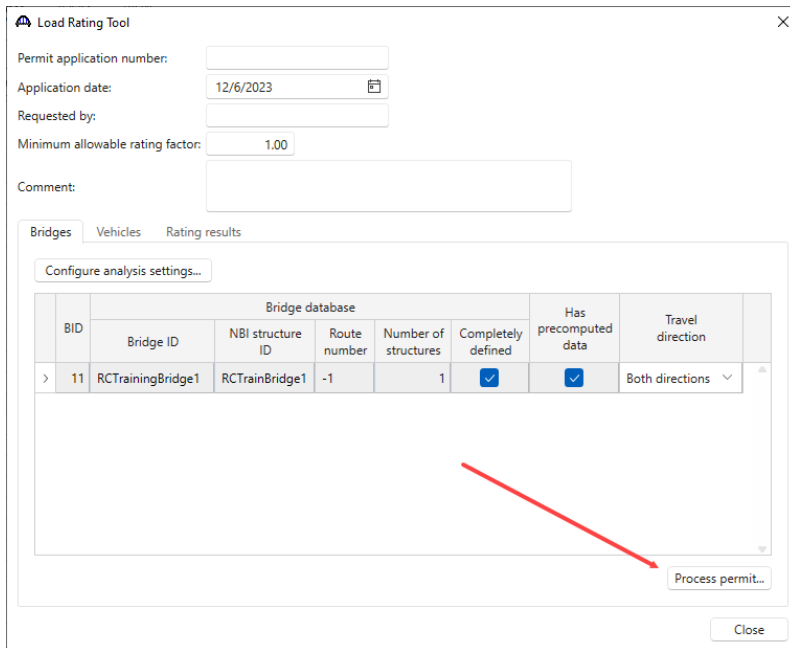 Load Rating Tool
Permit application number:
Application date: 12/6/2023
Requested by:
Minimum allowable rating factor: 1.00
Comment:
Bridges Vehicles Rating results
Configure analysis settings...
BID
Bridge database
Bridge ID
NBI structure
ID
Route
number
Number of
structures
Completely
defined
Has
precomputed
data
Travel
direction
11 RCTrainingBridge1 RCTrainBridge1 -1 1 Both directions
Process permit...
Close